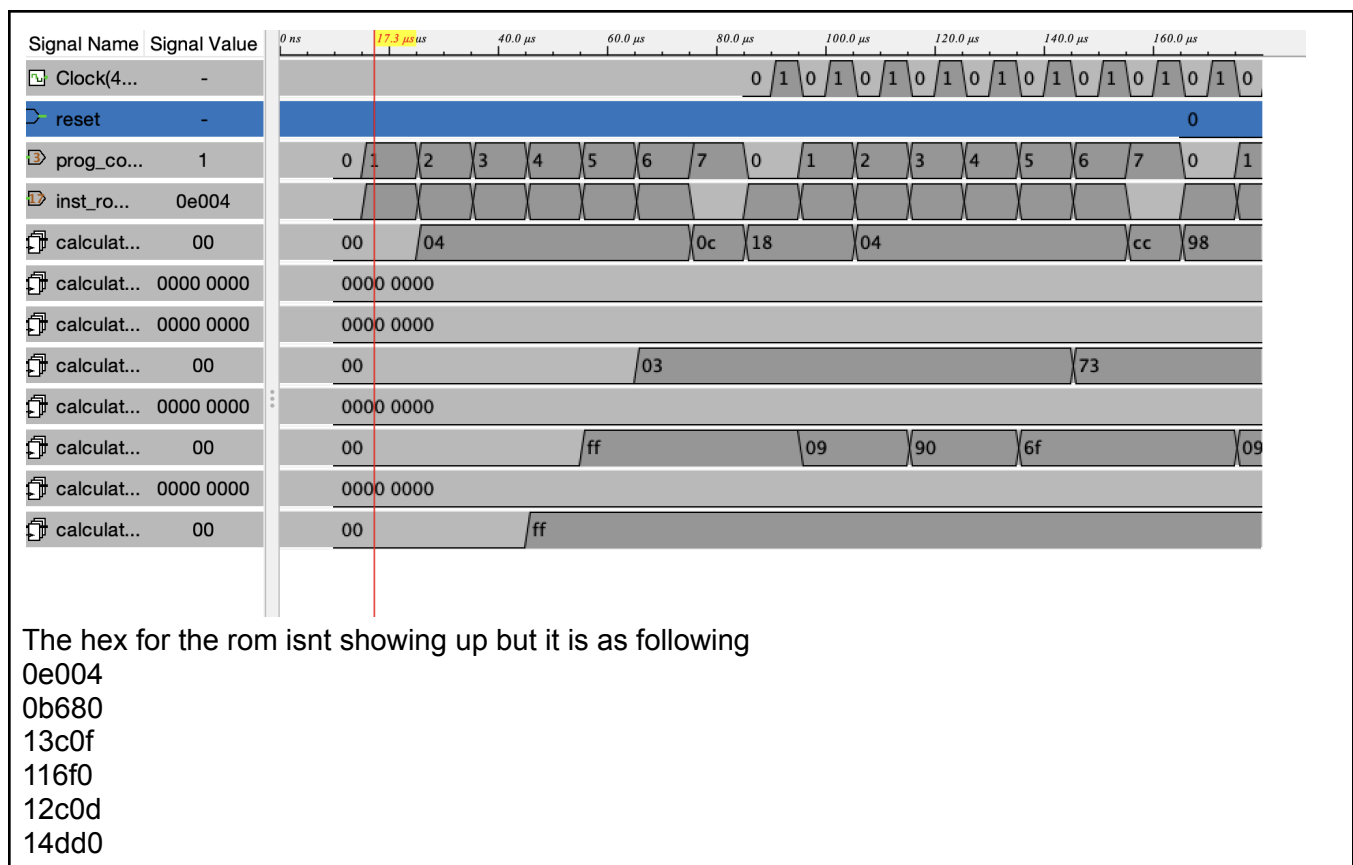 Signal Name Signal Value 0 ns 17.3 µs us 40.0 µs 60.0 µs 80.0 µs 100.0 µs 120.0 µs 140.0 µs 160.0 µs
Clock(4... - 0 1 0 1 0 1 0 1 0 1 0 1 0 1 0 1 0 1 0
reset - 0
prog_co... 1 0 1 2 3 4 5 6 7 0 1 2 3 4 5 6 7 0 1
inst_ro... 0e004
calculat... 00 00 04 0c 18 04 cc 98
calculat... 0000 0000 0000 0000
calculat... 0000 0000 0000 0000
calculat... 00 00 03 73
calculat... 0000 0000 0000 0000
calculat... 00 00 ff 09 90 6f 09
calculat... 0000 0000 0000 0000
calculat... 00 00 ff
The hex for the rom isnt showing up but it is as following
0e004
0b680
13c0f
116f0
12c0d
14dd0